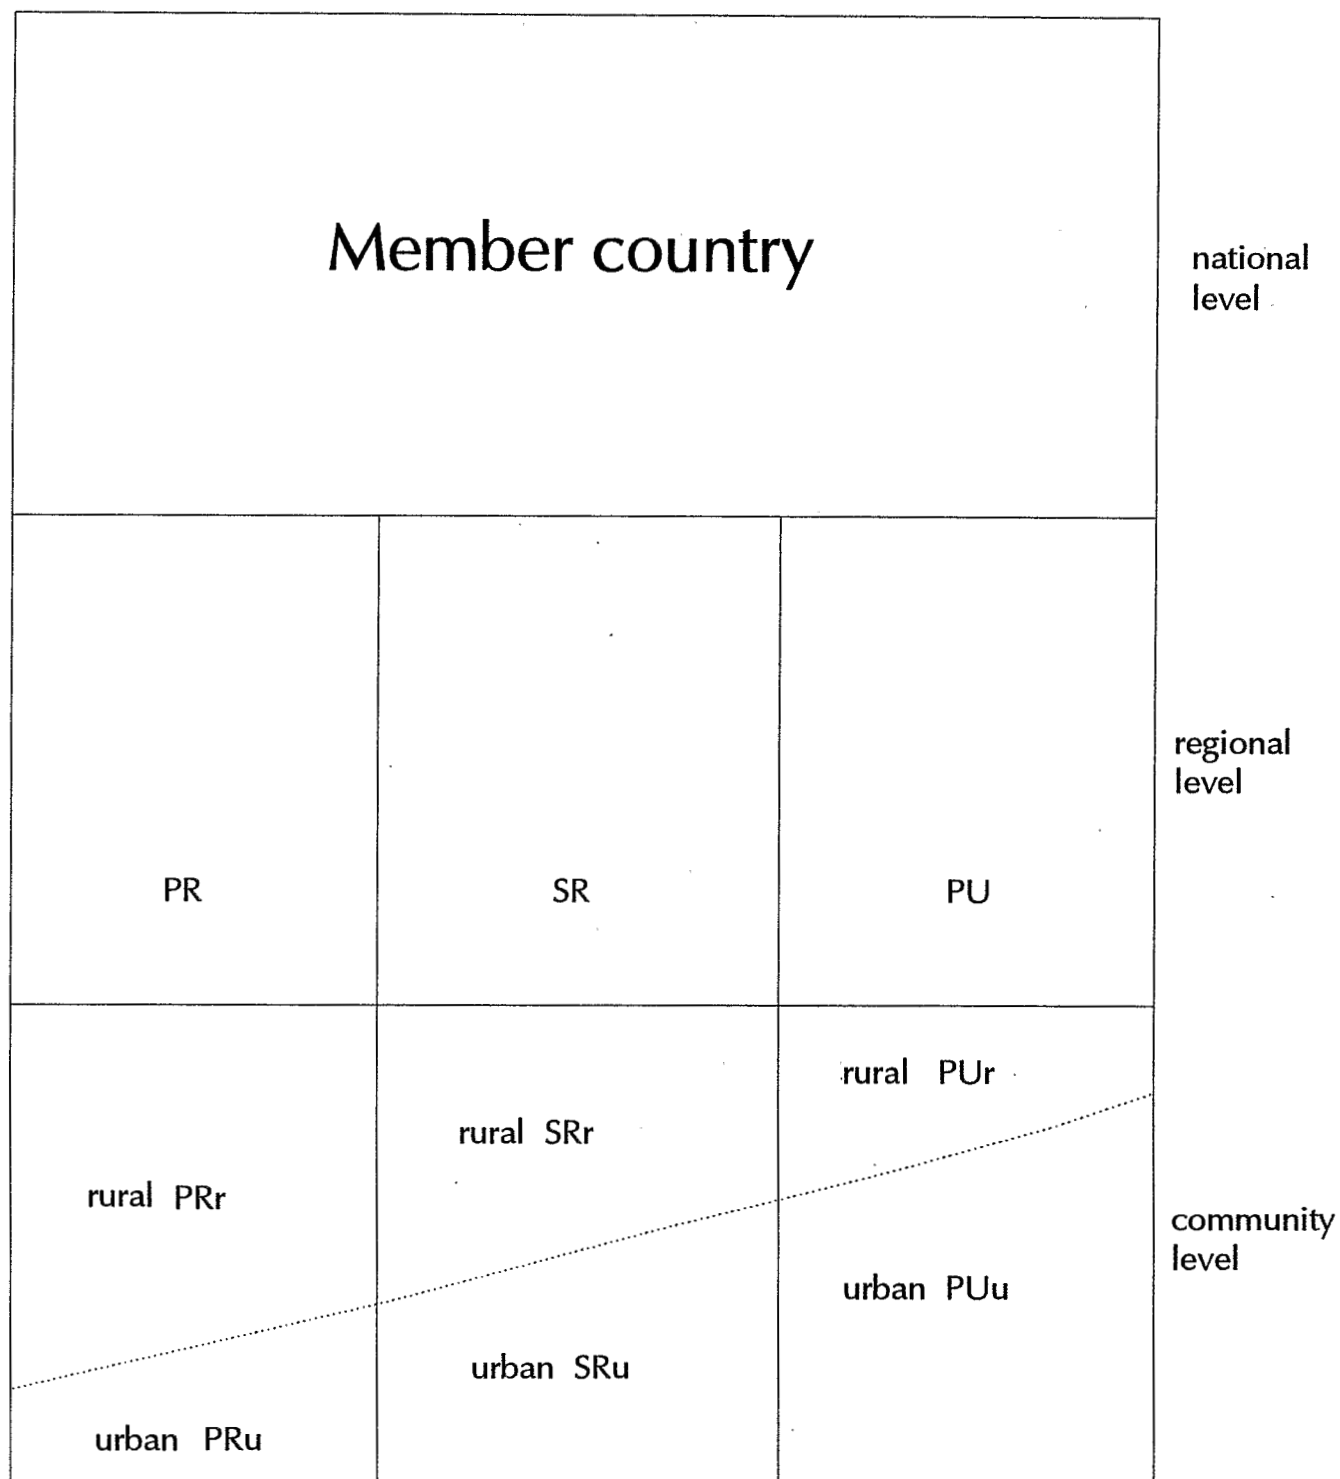 Member country
national
level
regional
level
PR
SR
PU
rural PUr
rural SRr
rural PRr
community
level
urban PUu
urban SRu
urban PRu